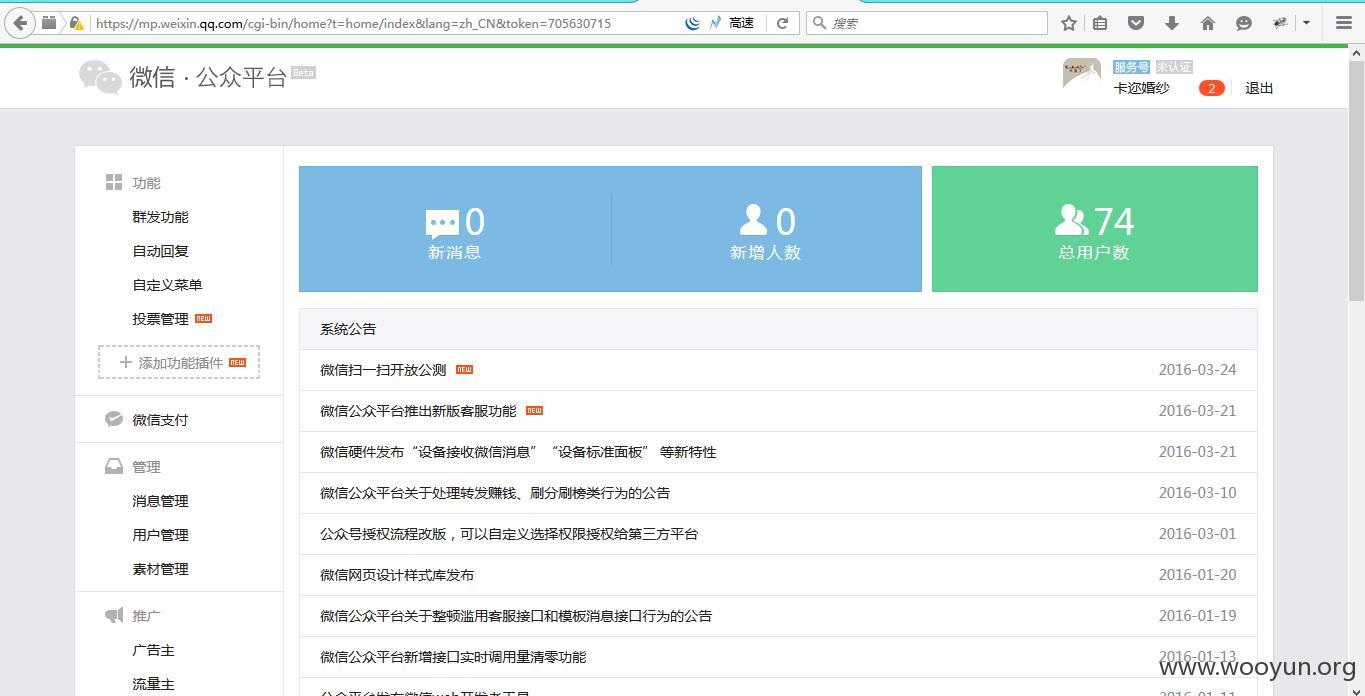 https://mp.weixin.qq.com/cgi-bin/home?t=home/index&lang=zh_CN&token=705630715 高速 搜索
微信·公众平台 Beta
服务号 未认证
卡迩婚纱 2 退出
功能
群发功能
自动回复
自定义菜单
投票管理 NEW
+ 添加功能插件 NEW
微信支付
管理
消息管理
用户管理
素材管理
推广
广告主
流量主
0
新消息
0
新增人数
74
总用户数
系统公告
微信扫一扫开放公测 NEW 2016-03-24
微信公众平台推出新版客服功能 NEW 2016-03-21
微信硬件发布“设备接收微信消息”“设备标准面板” 等新特性 2016-03-21
微信公众平台关于处理转发赚钱、刷分刷榜类行为的公告 2016-03-10
公众号授权流程改版，可以自定义选择权限授权给第三方平台 2016-03-01
微信网页设计样式库发布 2016-01-20
微信公众平台关于整顿滥用客服接口和模板消息接口行为的公告 2016-01-19
微信公众平台新增接口实时调用量清零功能 2016-01-13
www.wooyun.org